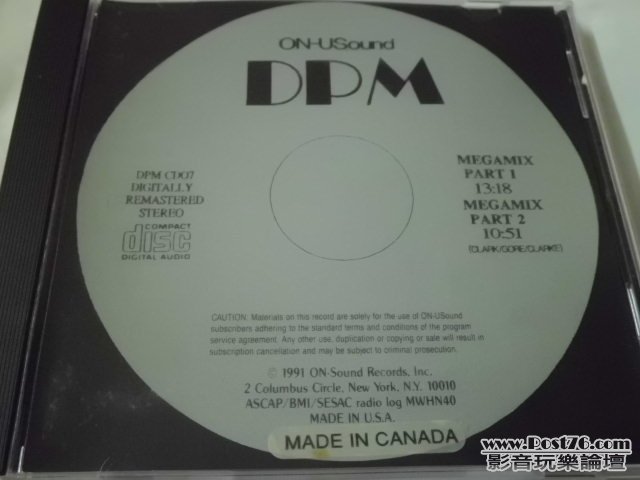 ON-USound
DPM
DPM CD07
DIGITALLY
REMASTERED
STEREO
COMPACT
disc
DIGITAL AUDIO
MEGAMIX
PART 1
13:18
MEGAMIX
PART 2
10:51
(CLARK/GORE/CLARKE)
CAUTION: Materials on this record are solely for the use of ON-USound
subscribers adhering to the standard terms and conditions of the program
service agreement. Any other use, duplication or copying or sale will result in
subscription cancellation and may be subject to criminal prosecution.
© 1991 ON-Sound Records, Inc.
2 Columbus Circle, New York, N.Y. 10010
ASCAP/BMI/SESAC radio log MWHN40
MADE IN U.S.A.
MADE IN CANADA
www.Post76.com
影音玩樂論壇